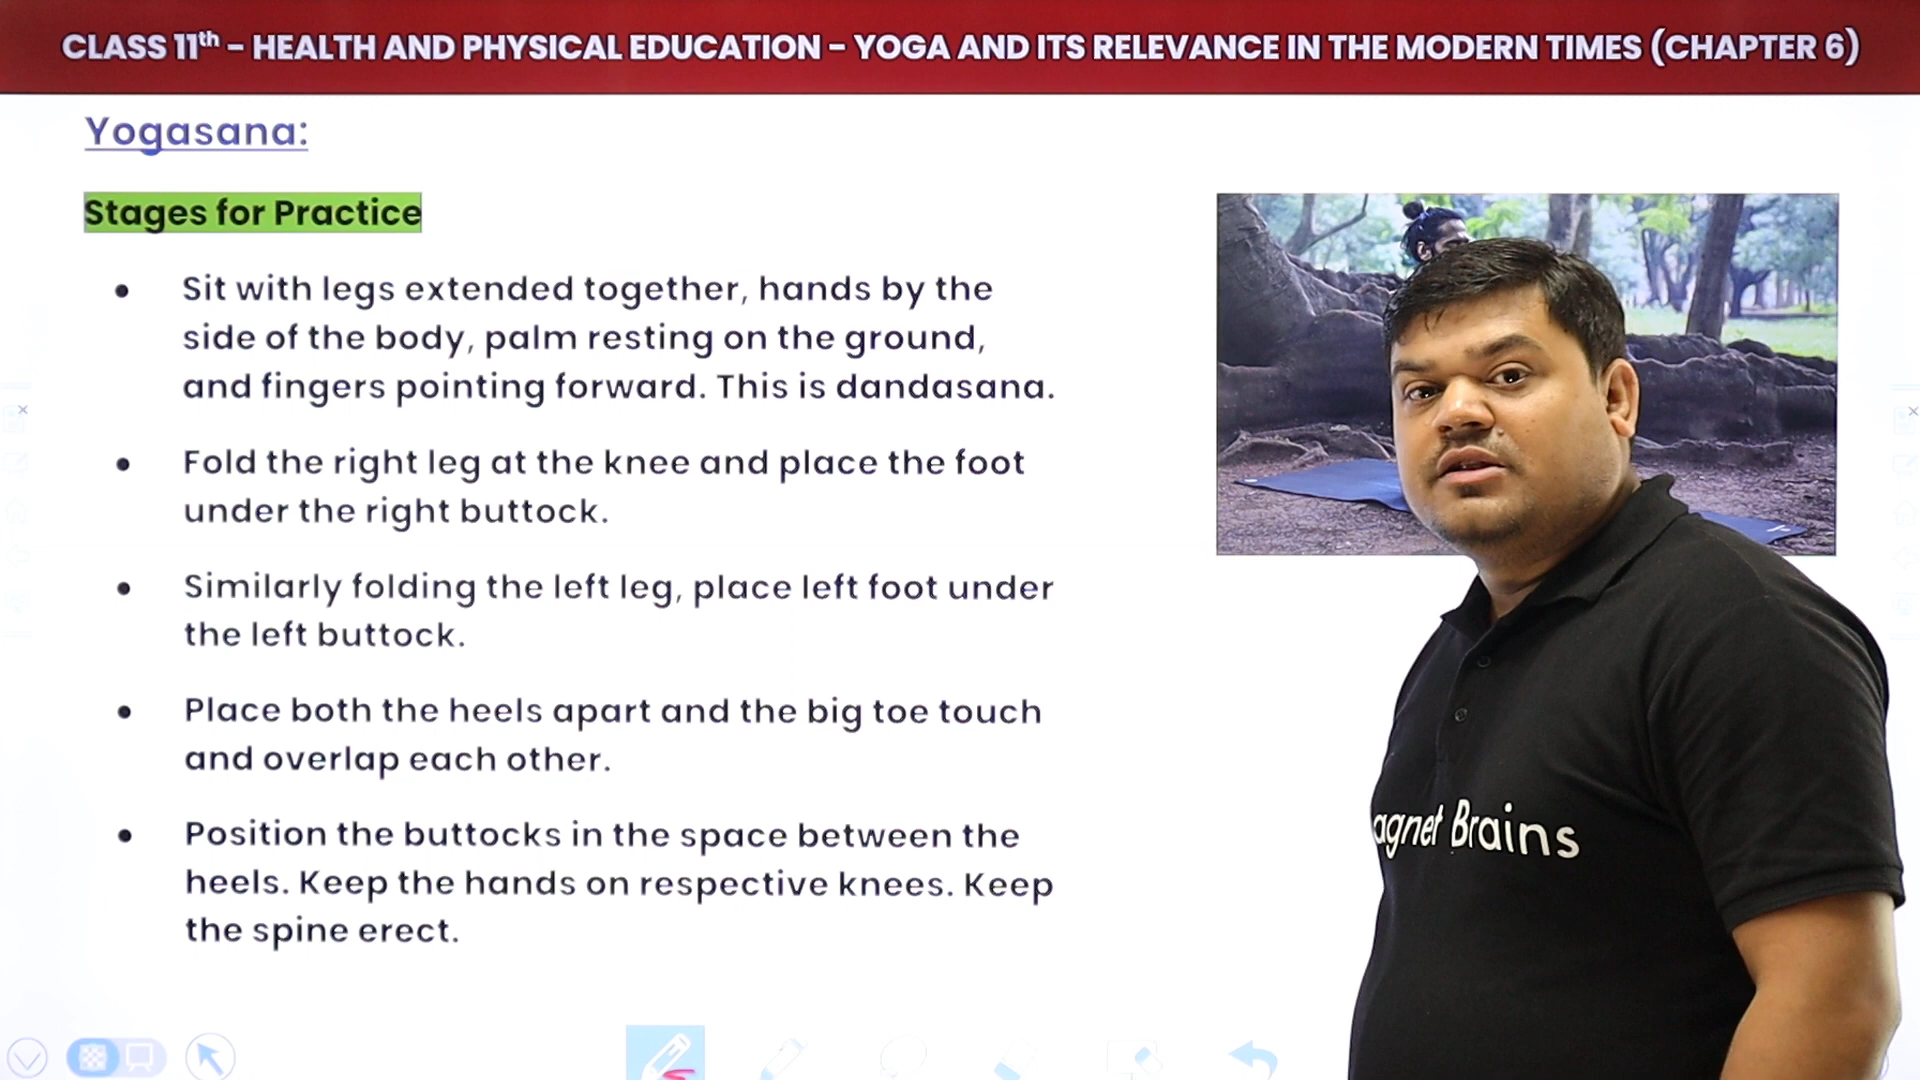 CLASS 11th – HEALTH AND PHYSICAL EDUCATION – YOGA AND ITS RELEVANCE IN THE MODERN TIMES (CHAPTER 6)
Yogasana:
Stages for Practice
• Sit with legs extended together, hands by the
side of the body, palm resting on the ground,
and fingers pointing forward. This is dandasana.
• Fold the right leg at the knee and place the foot
under the right buttock.
• Similarly folding the left leg, place left foot under
the left buttock.
• Place both the heels apart and the big toe touch
and overlap each other.
• Position the buttocks in the space between the
heels. Keep the hands on respective knees. Keep
the spine erect.
agnet Brains